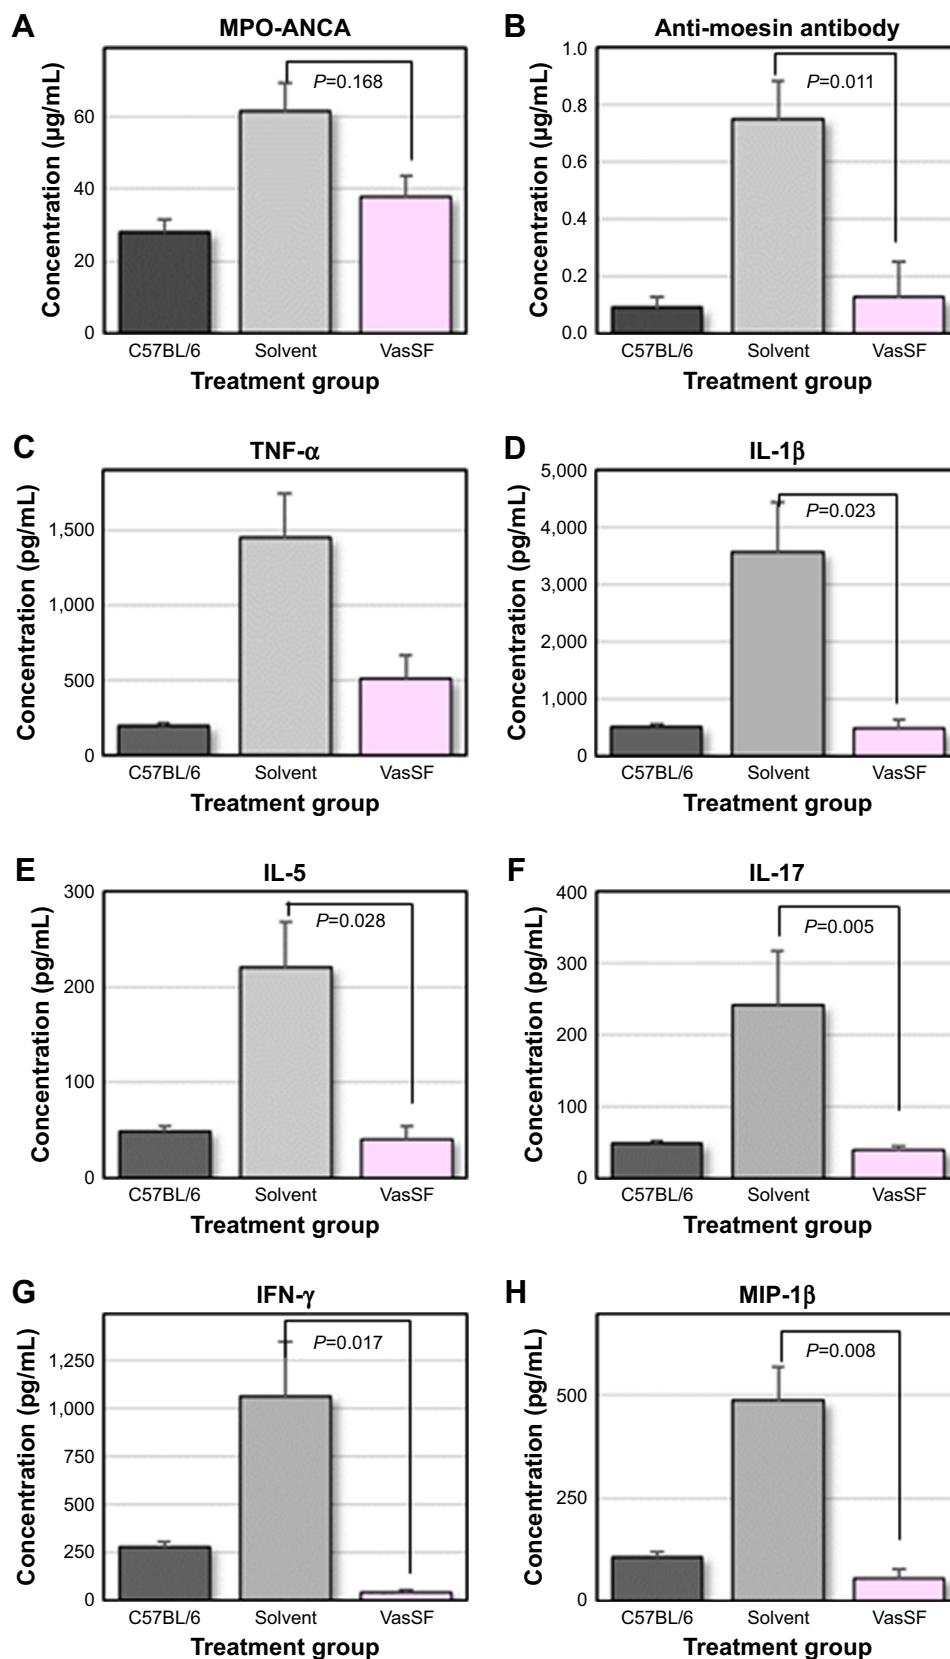 A
MPO-ANCA
Concentration (µg/mL)
60
40
20
0
P=0.168
C57BL/6 Solvent VasSF
Treatment group
B
Anti-moesin antibody
Concentration (µg/mL)
1.0
0.8
0.6
0.4
0.2
0.0
P=0.011
C57BL/6 Solvent VasSF
Treatment group
C
TNF-α
Concentration (pg/mL)
1,500
1,000
500
0
C57BL/6 Solvent VasSF
Treatment group
D
IL-1β
Concentration (pg/mL)
5,000
4,000
3,000
2,000
1,000
0
P=0.023
C57BL/6 Solvent VasSF
Treatment group
E
IL-5
Concentration (pg/mL)
300
200
100
0
P=0.028
C57BL/6 Solvent VasSF
Treatment group
F
IL-17
Concentration (pg/mL)
400
300
200
100
0
P=0.005
C57BL/6 Solvent VasSF
Treatment group
G
IFN-γ
Concentration (pg/mL)
1,250
1,000
750
500
250
0
P=0.017
C57BL/6 Solvent VasSF
Treatment group
H
MIP-1β
Concentration (pg/mL)
500
250
0
P=0.008
C57BL/6 Solvent VasSF
Treatment group